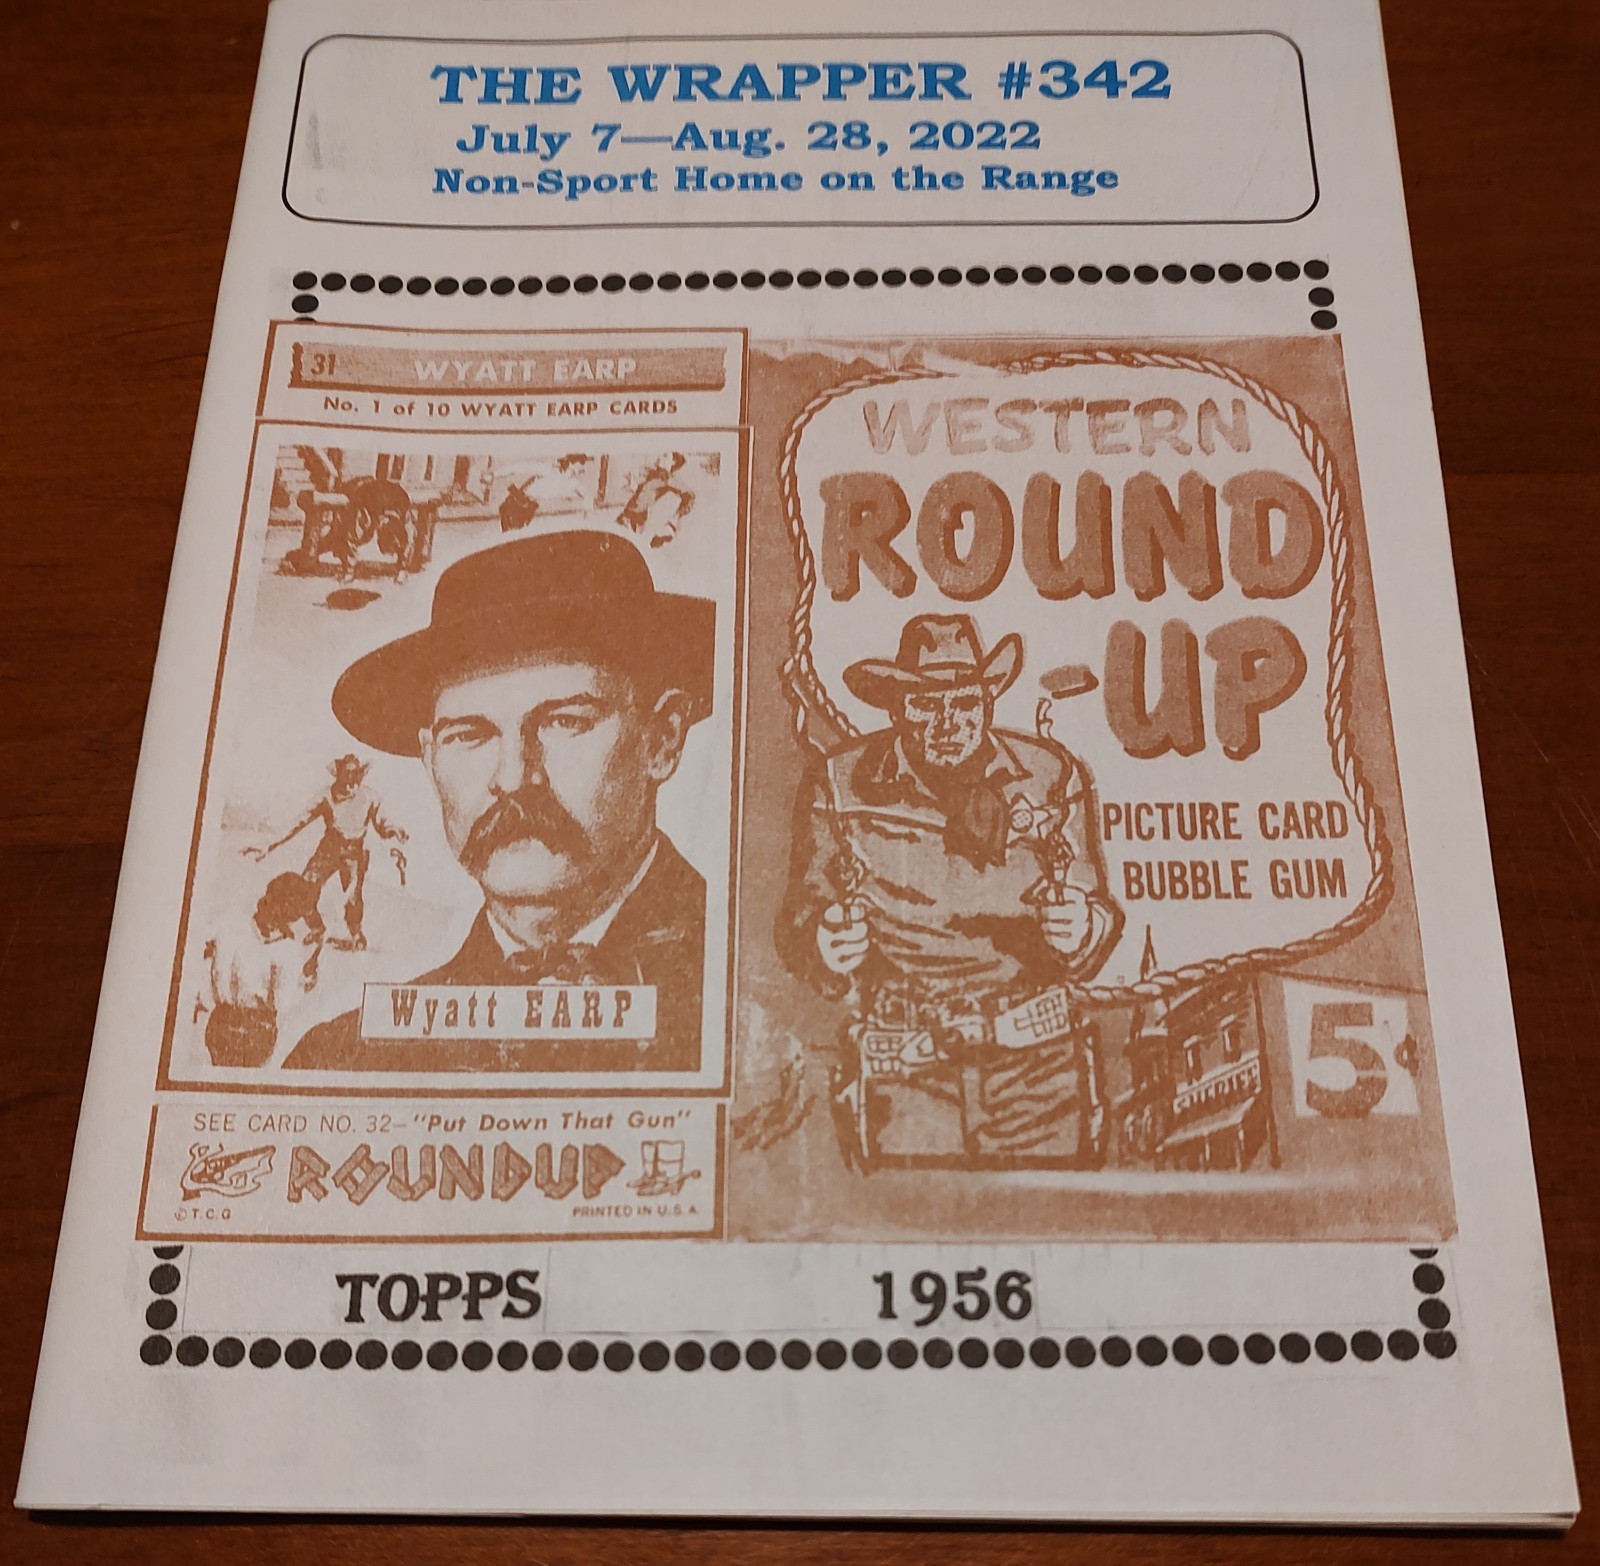 THE WRAPPER #342
July 7—Aug. 28, 2022
Non-Sport Home on the Range
31 WYATT EARP
No. 1 of 10 WYATT EARP CARDS
Wyatt EARP
SEE CARD NO. 32—"Put Down That Gun"
ROUNDUP
© T.C.G PRINTED IN U.S.A.
WESTERN
ROUND
-UP
PICTURE CARD
BUBBLE GUM
5¢
SHERIFF
TOPPS 1956